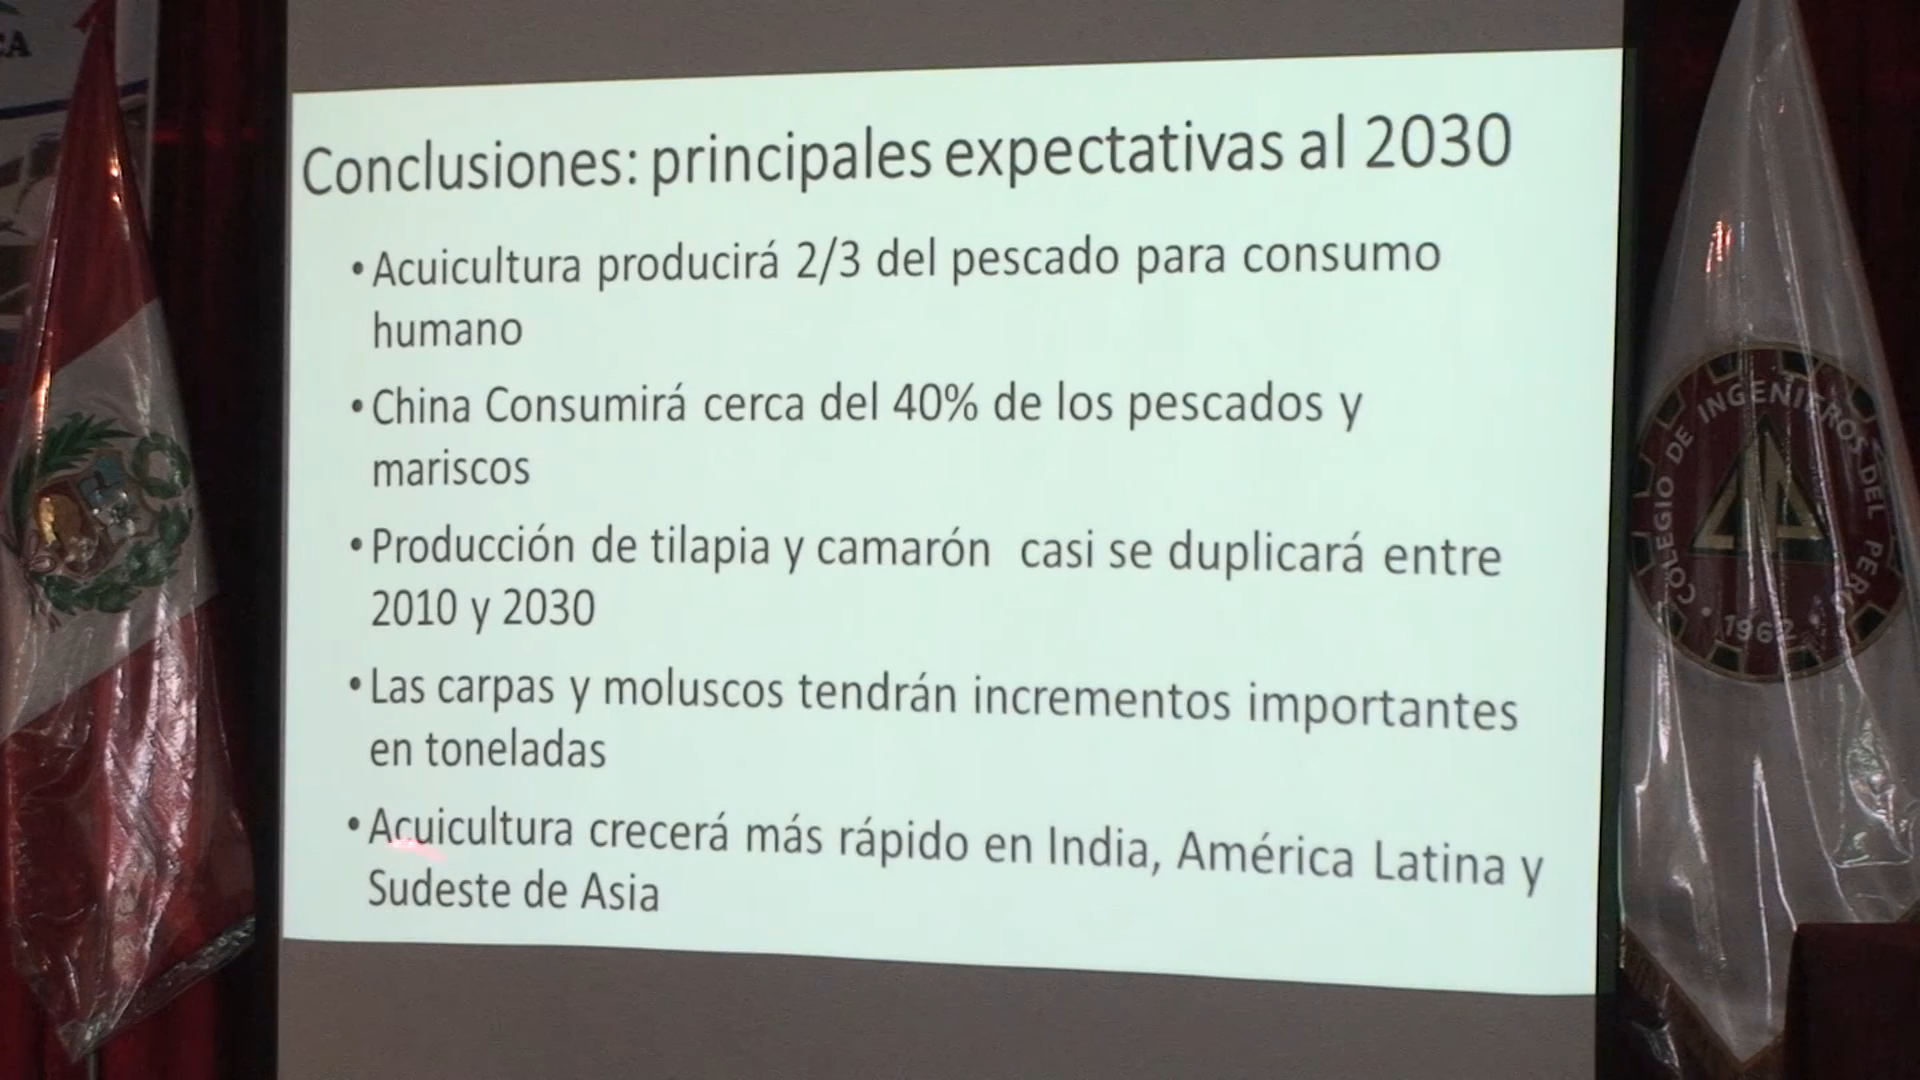 CA
Conclusiones: principales expectativas al 2030
• Acuicultura producirá 2/3 del pescado para consumo
humano
• China Consumirá cerca del 40% de los pescados y
mariscos
• Producción de tilapia y camarón casi se duplicará entre
2010 y 2030
• Las carpas y moluscos tendrán incrementos importantes
en toneladas
• Acuicultura crecerá más rápido en India, América Latina y
Sudeste de Asia
COLEGIO DE INGENIEROS DEL PERÚ
• 1962